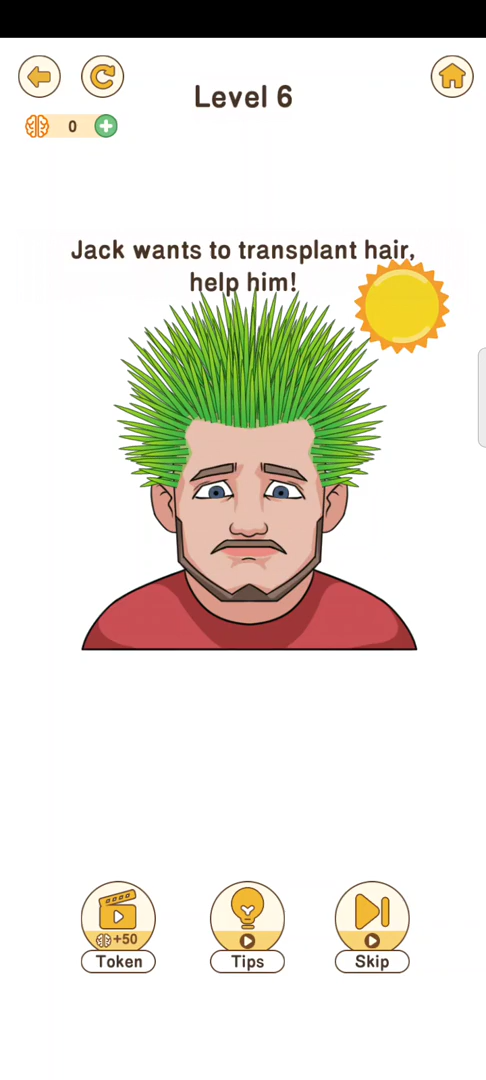 Level 6
0
Jack wants to transplant hair,
help him!
+50
Token
Tips
Skip